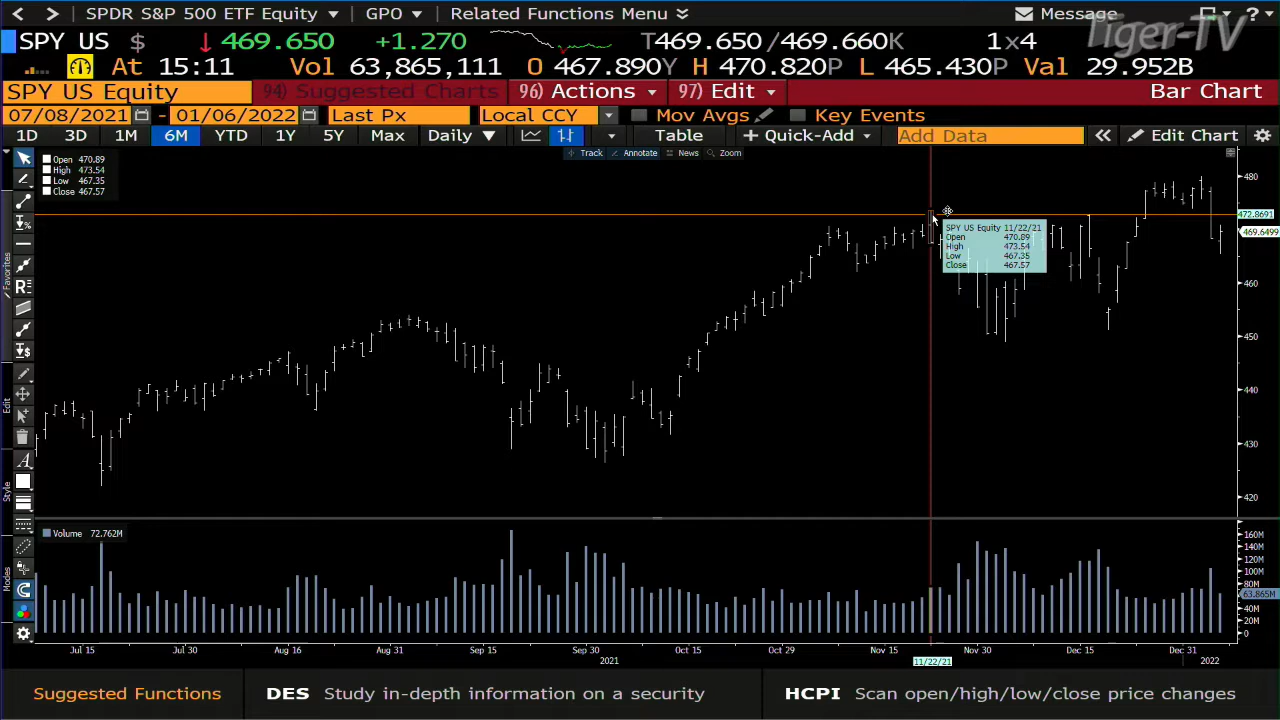 SPDR S&P 500 ETF Equity GPO Related Functions Menu Message ?
Tiger-TV
SPY US $ 469.650 +1.270 T469.650/469.660K 1x4
At 15:11 Vol 63,865,111 O 467.890Y H 470.820P L 465.430P Val 29.952B
SPY US Equity 94) Suggested Charts 96) Actions 97) Edit Bar Chart
07/08/2021 - 01/06/2022 Last Px Local CCY Mov Avgs Key Events
1D 3D 1M 6M YTD 1Y 5Y Max Daily Table + Quick-Add Add Data Edit Chart
Track Annotate News Zoom
Open 470.89
High 473.54
Low 467.35
Close 467.57
480
472.8691
469.6499
460
450
440
430
420
SPY US Equity 11/22/21
Open 470.89
High 473.54
Low 467.35
Close 467.57
Favorites
Edit
Style
Modes
Volume 72.762M
160M
140M
120M
100M
80M
63.865M
40M
20M
0
Jul 15 Jul 30 Aug 16 Aug 31 Sep 15 Sep 30 Oct 15 Oct 29 Nov 15 Nov 30 Dec 15 Dec 31
2021 11/22/21 2022
Suggested Functions DES Study in-depth information on a security HCPI Scan open/high/low/close price changes